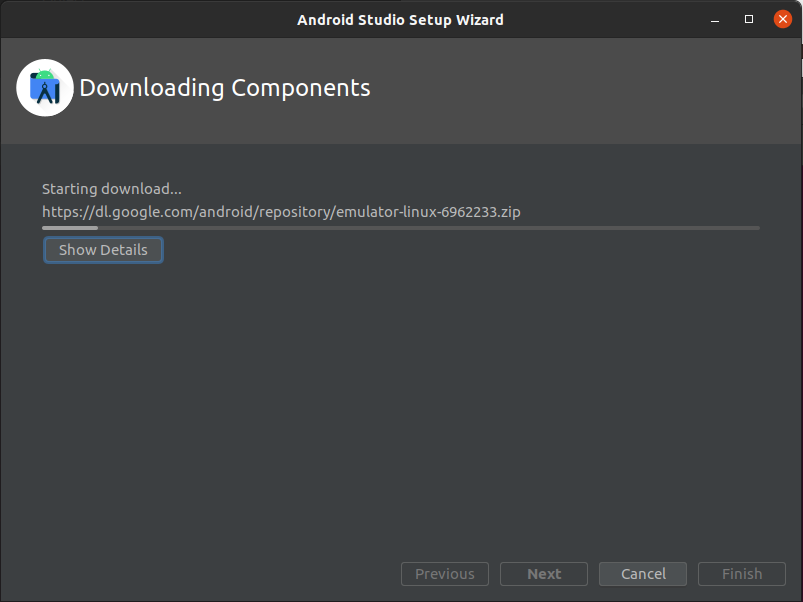 Android Studio Setup Wizard
Downloading Components
Starting download...
https://dl.google.com/android/repository/emulator-linux-6962233.zip
Show Details
Previous Next Cancel Finish